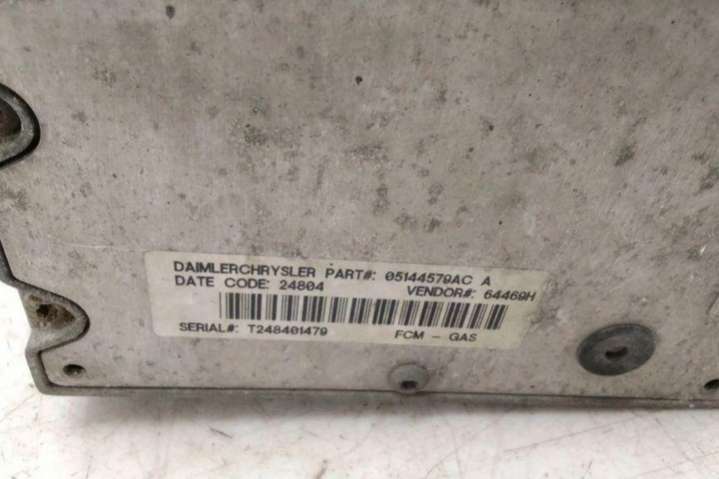 DAIMLERCHRYSLER PART#: 05144579AC A
DATE CODE: 24804 VENDOR#: 64469H
SERIAL#: T248401479 FCM - GAS